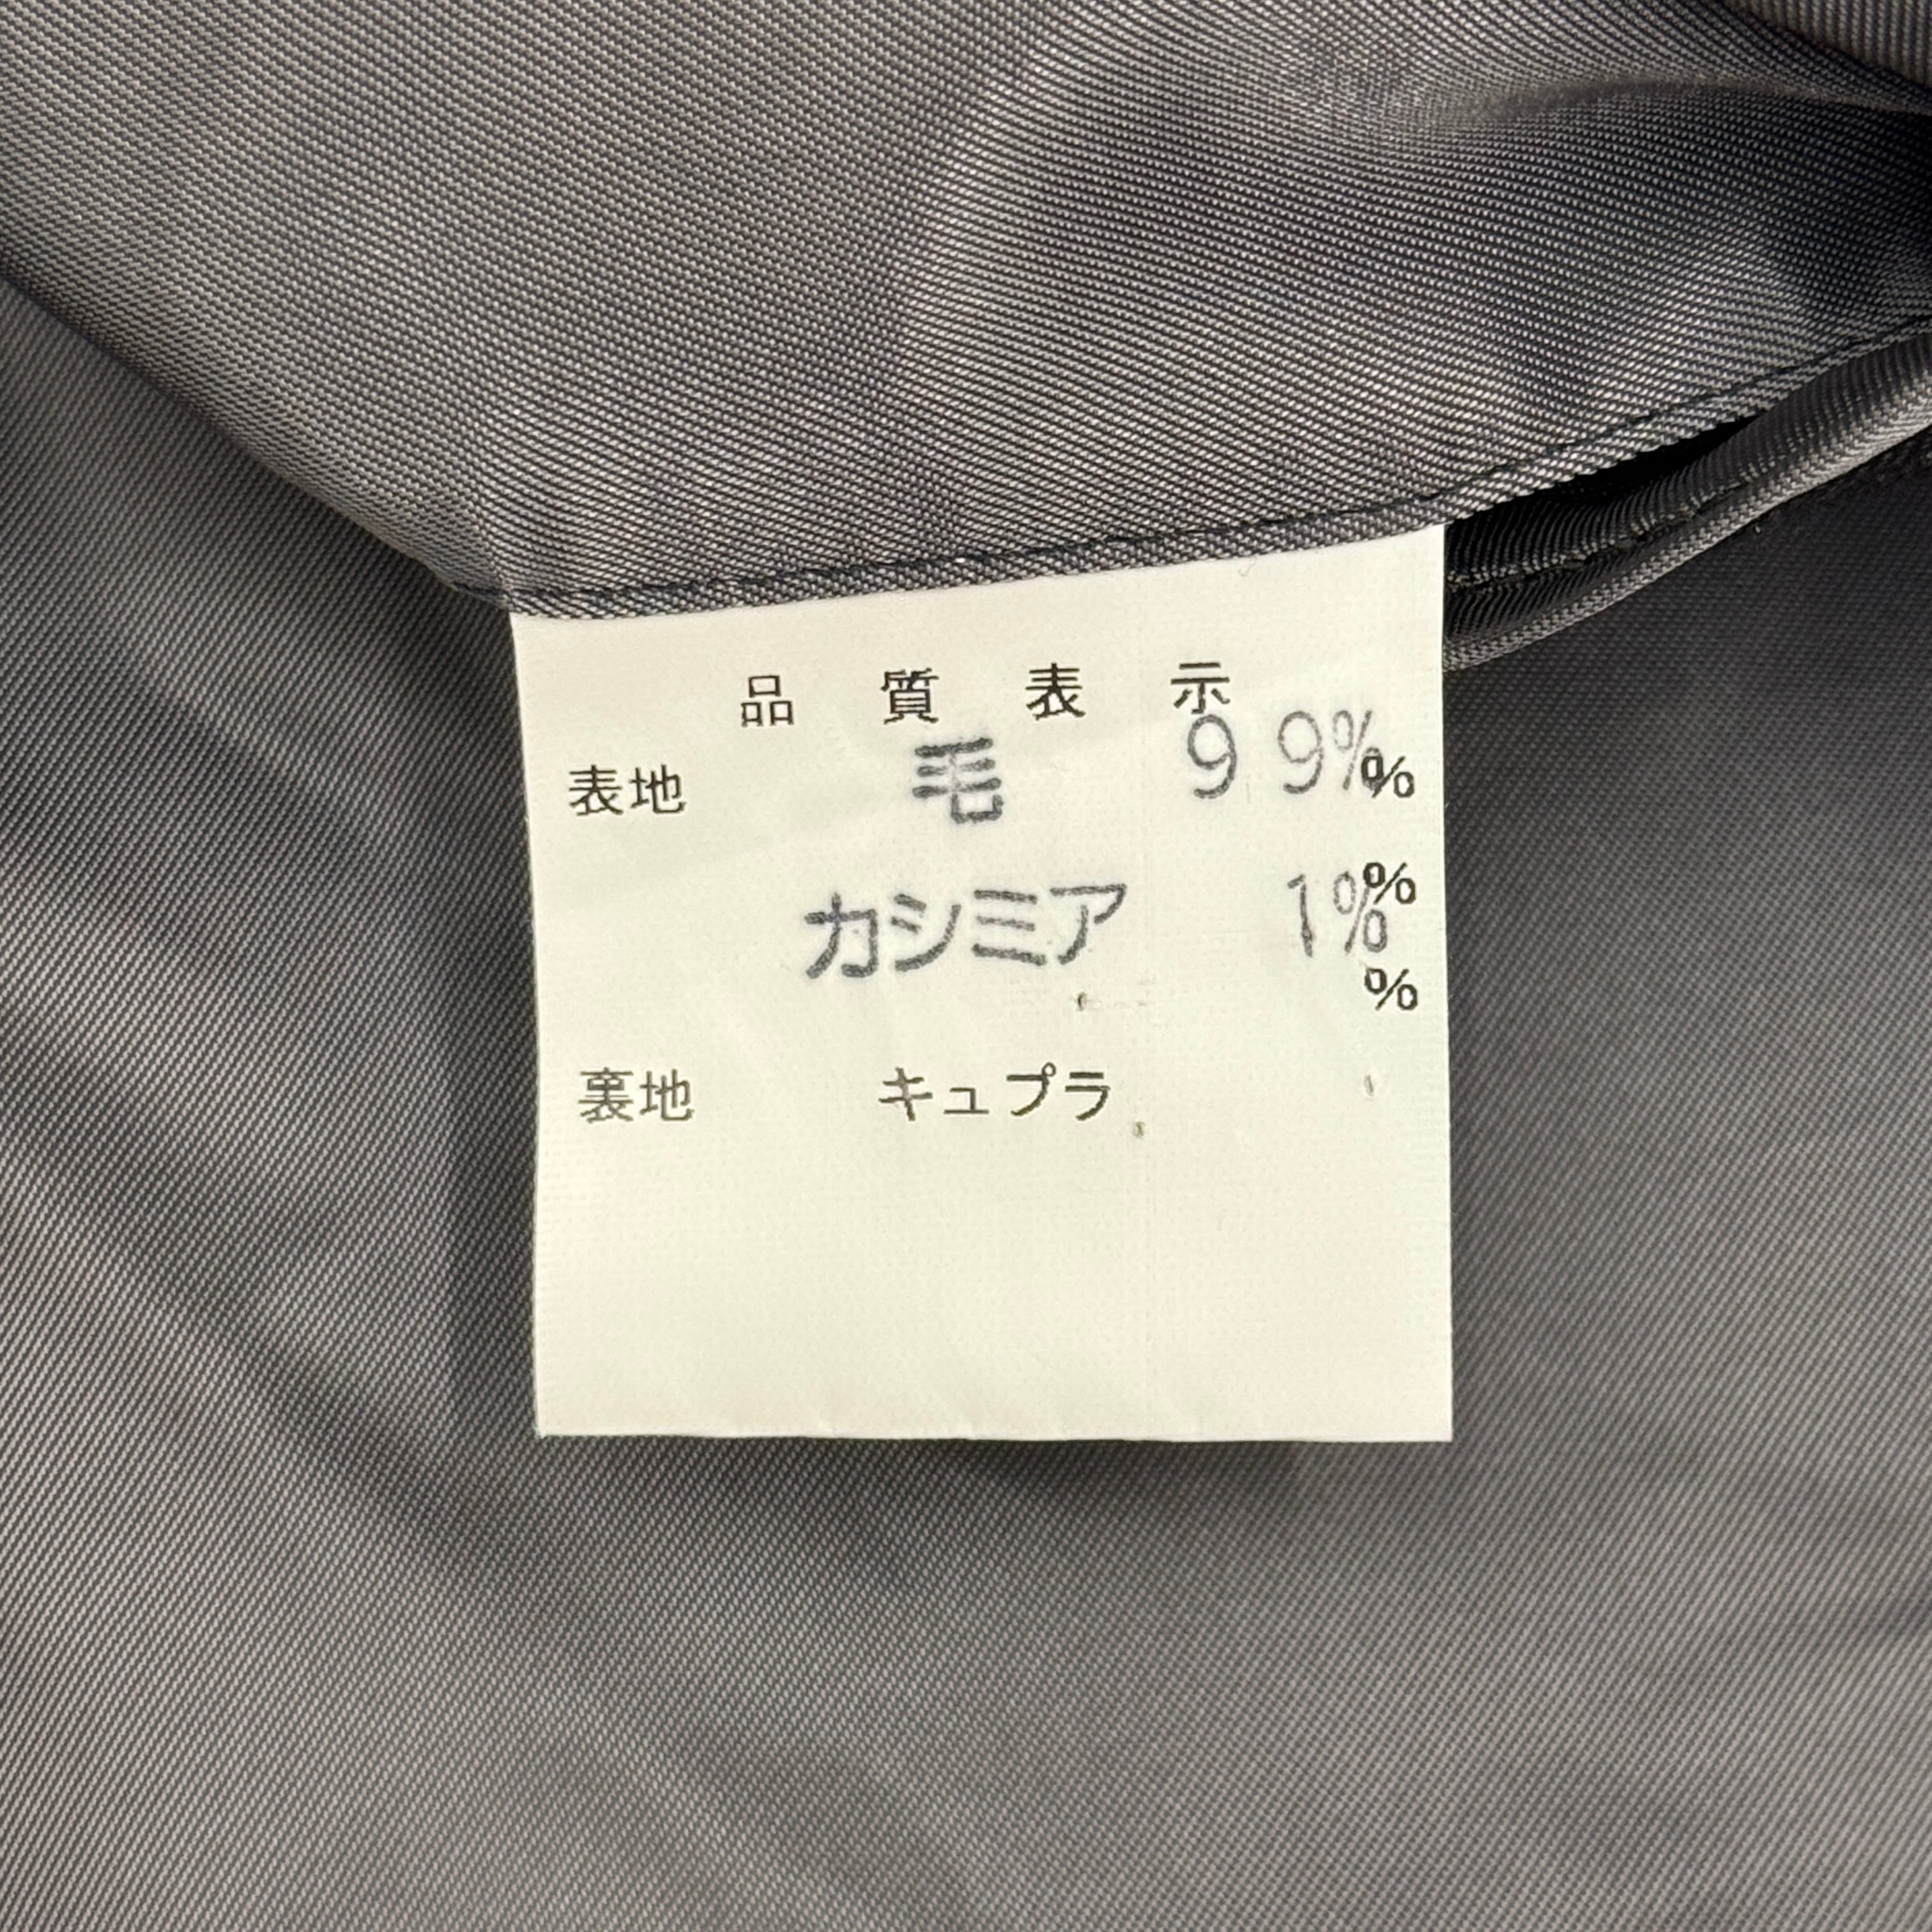 品質表示
表地 毛 99% %
カシミア 1% %
%
裏地 キュプラ